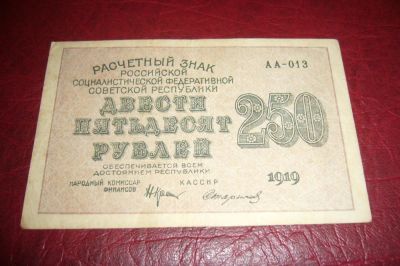 РАСЧЕТНЫЙ ЗНАК
РОССИЙСКОЙ
СОЦИАЛИСТИЧЕСКОЙ ФЕДЕРАТИВНОЙ
СОВЕТСКОЙ РЕСПУБЛИКИ
АА-013
ДВЕСТИ
ПЯТЬДЕСЯТ
РУБЛЕЙ
250
ОБЕСПЕЧИВАЕТСЯ ВСЕМ
ДОСТОЯНИЕМ РЕСПУБЛИКИ
1919
НАРОДНЫЙ КОМИССАР
ФИНАНСОВ
КАССИР